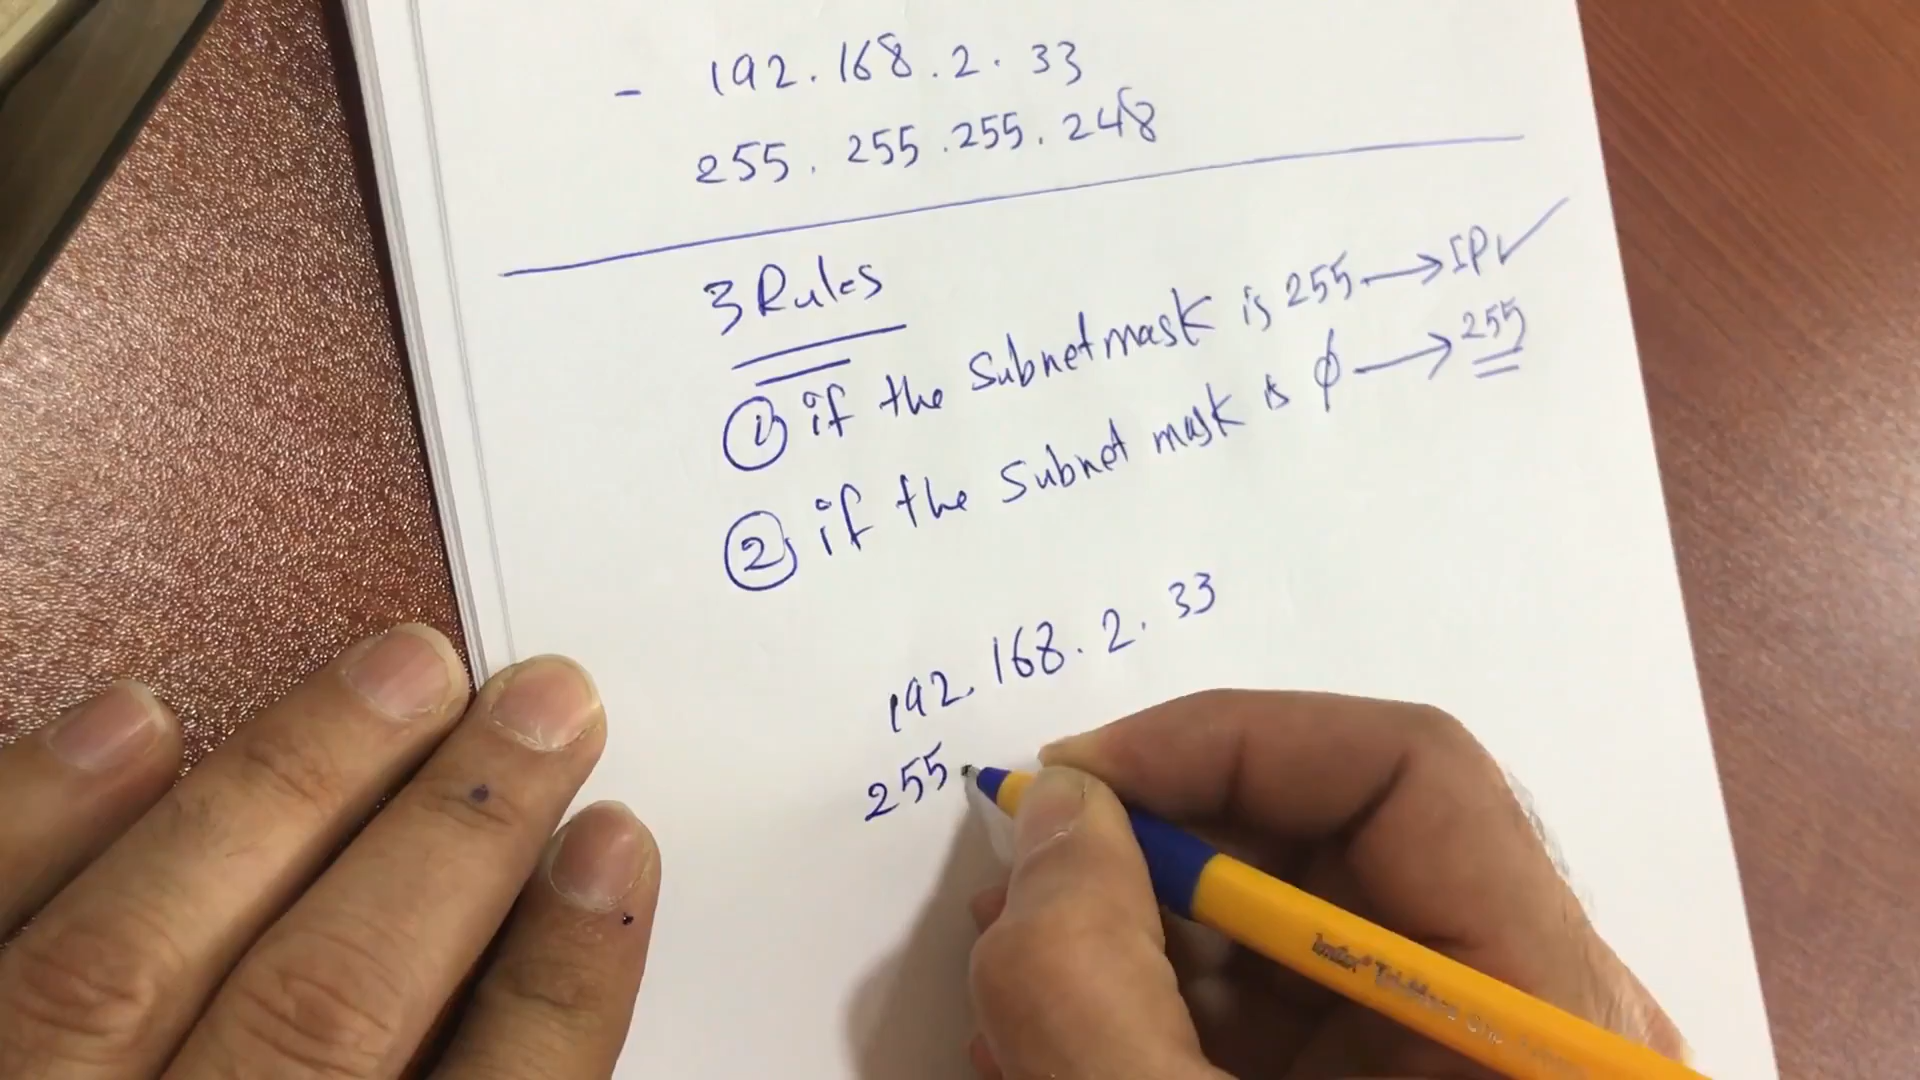 - 192.168.2.33
255.255.255.248
3 Rules
① if the Subnetmask is 255 → IP ✓
② if the Subnet mask is ∅ → 255
192.168.2.33
255.